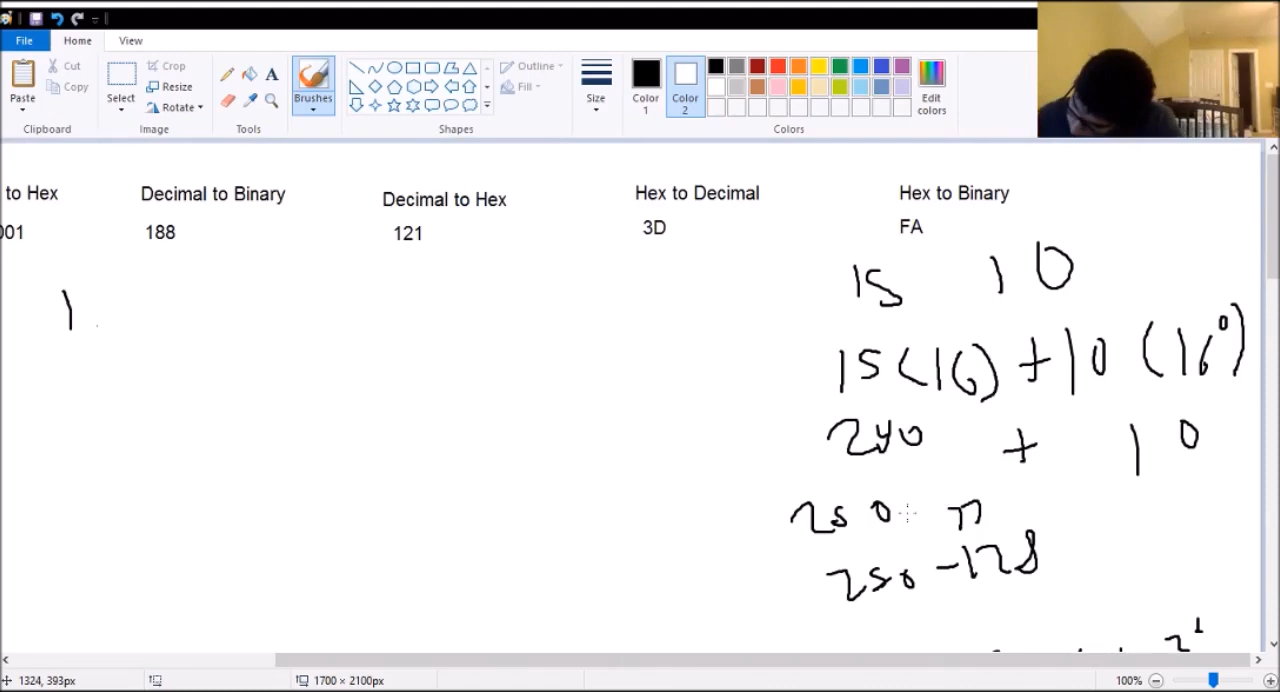 File Home View
Cut
Copy
Paste
Clipboard
Select
Crop
Resize
Rotate
Image
A
Tools
Brushes
Outline
Fill
Shapes
Size
Color 1
Color 2
Edit colors
Colors
to Hex Decimal to Binary Decimal to Hex Hex to Decimal Hex to Binary
001 188 121 3D FA
1
15 10
15(16) + 10 (16⁰)
240 + 10
250
250 - 128
2¹
1324, 393px 1700 × 2100px 100%